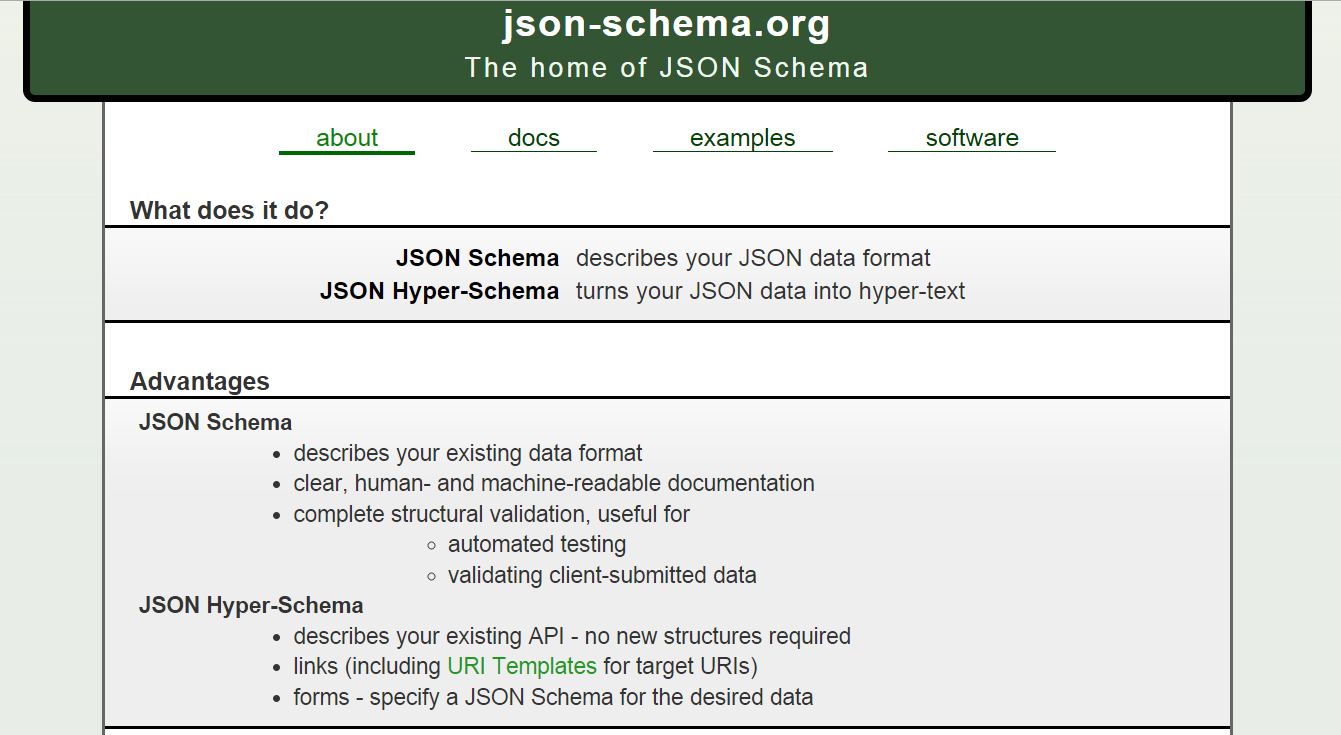 json-schema.org
The home of JSON Schema
about docs examples software
What does it do?
JSON Schema describes your JSON data format
JSON Hyper-Schema turns your JSON data into hyper-text
Advantages
JSON Schema
describes your existing data format
clear, human- and machine-readable documentation
complete structural validation, useful for
automated testing
validating client-submitted data
JSON Hyper-Schema
describes your existing API - no new structures required
links (including URI Templates for target URIs)
forms - specify a JSON Schema for the desired data